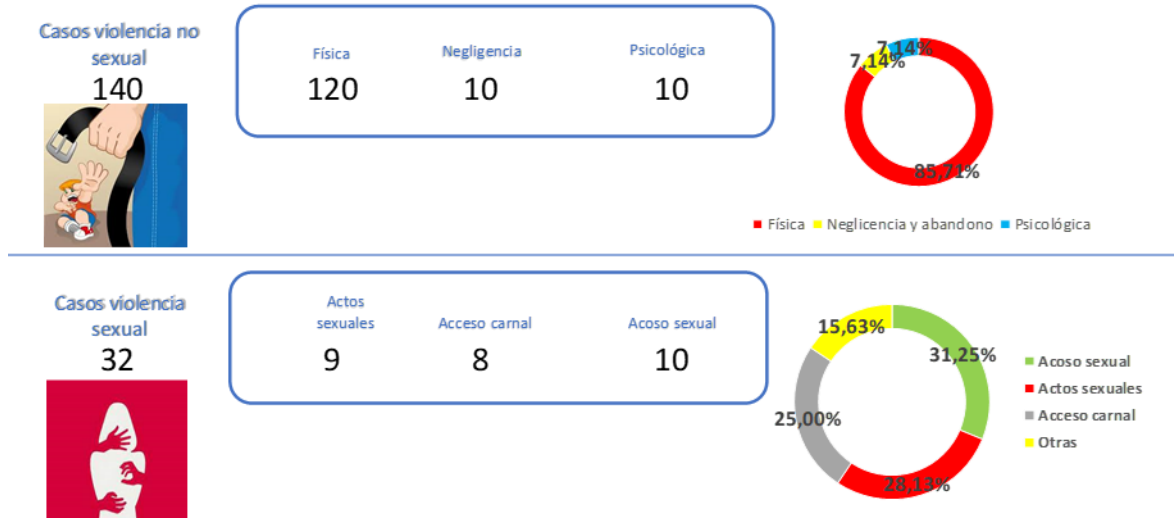 Casos violencia no
sexual
140
Física
Negligencia
Psicológica
120
10
10
7,14%
7,14%
85,71%
Física
Neglicencia y abandono
Psicológica
Casos violencia
sexual
32
Actos
sexuales
Acceso carnal
Acoso sexual
9
8
10
15,63%
31,25%
25,00%
28,13%
Acoso sexual
Actos sexuales
Acceso carnal
Otras